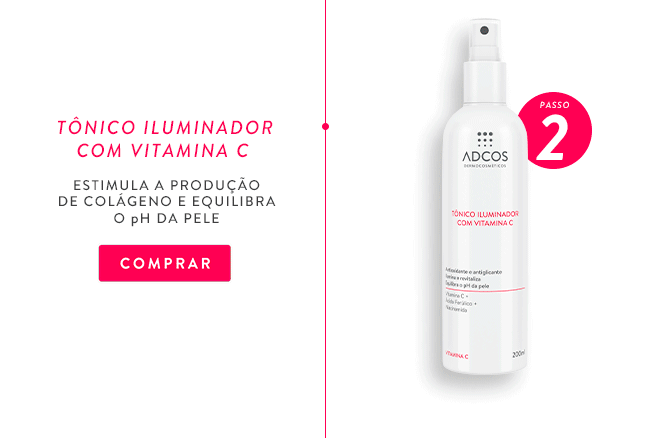 TÔNICO ILUMINADOR
COM VITAMINA C
ESTIMULA A PRODUÇÃO
DE COLÁGENO E EQUILIBRA
O pH DA PELE
COMPRAR
PASSO
2
ADCOS
DERMOCOSMÉTICOS
TÔNICO ILUMINADOR
COM VITAMINA C
Antioxidante e antiglicante
Ilumina e revitaliza
Equilibra o pH da pele
Vitamina C +
Ácido Ferúlico +
Niacinamida
VITAMINA C
200ml